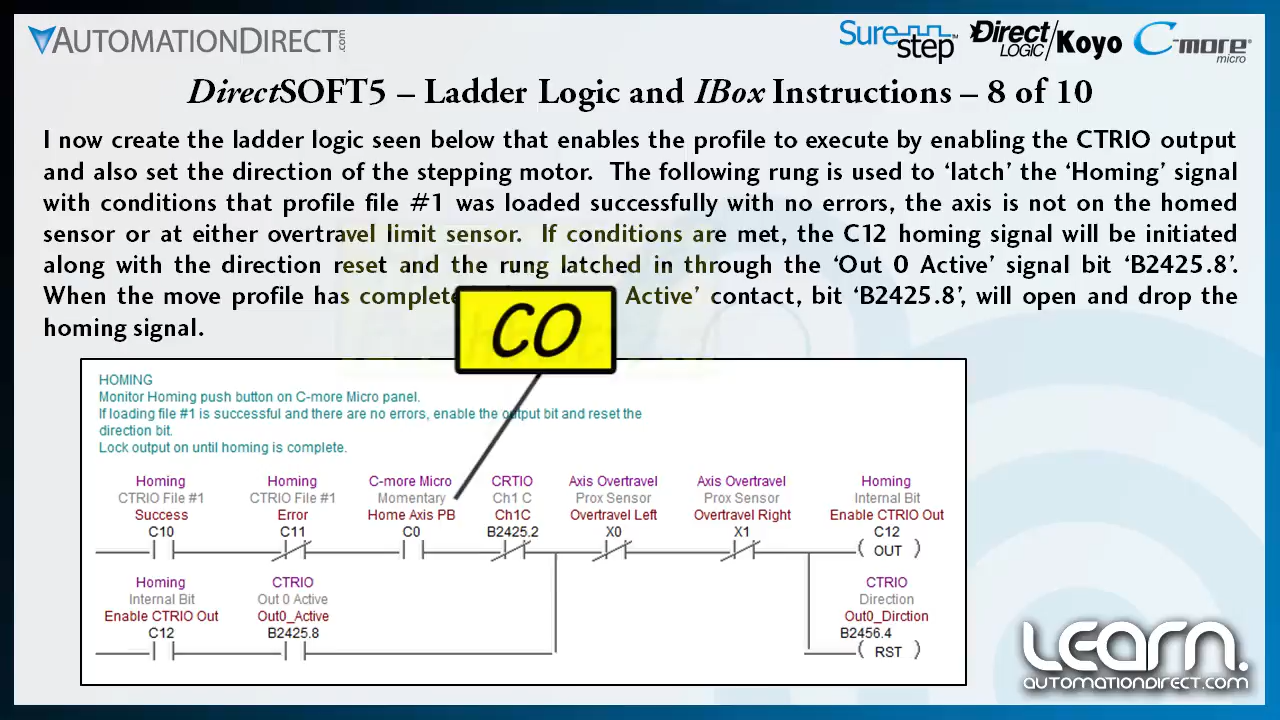 AUTOMATIONDIRECT.com
SureStep™
DirectLOGIC/Koyo
C-more micro
DirectSOFT5 – Ladder Logic and IBox Instructions – 8 of 10
I now create the ladder logic seen below that enables the profile to execute by enabling the CTRIO output
and also set the direction of the stepping motor. The following rung is used to ‘latch’ the ‘Homing’ signal
with conditions that profile file #1 was loaded successfully with no errors, the axis is not on the homed
sensor or at either overtravel limit sensor. If conditions are met, the C12 homing signal will be initiated
along with the direction reset and the rung latched in through the ‘Out 0 Active’ signal bit ‘B2425.8’.
When the move profile has complete Active’ contact, bit ‘B2425.8’, will open and drop the
homing signal.
CO
HOMING
Monitor Homing push button on C-more Micro panel.
If loading file #1 is successful and there are no errors, enable the output bit and reset the
direction bit.
Lock output on until homing is complete.
Homing Homing C-more Micro CRTIO Axis Overtravel Axis Overtravel Homing
CTRIO File #1 CTRIO File #1 Momentary Ch1 C Prox Sensor Prox Sensor Internal Bit
Success Error Home Axis PB Ch1C Overtravel Left Overtravel Right Enable CTRIO Out
C10 C11 C0 B2425.2 X0 X1 C12
OUT
Homing CTRIO CTRIO
Internal Bit Out 0 Active Direction
Enable CTRIO Out Out0_Active Out0_Dirction
C12 B2425.8 B2456.4
RST
LEARN.
AUTOMATIONDIRECT.COM